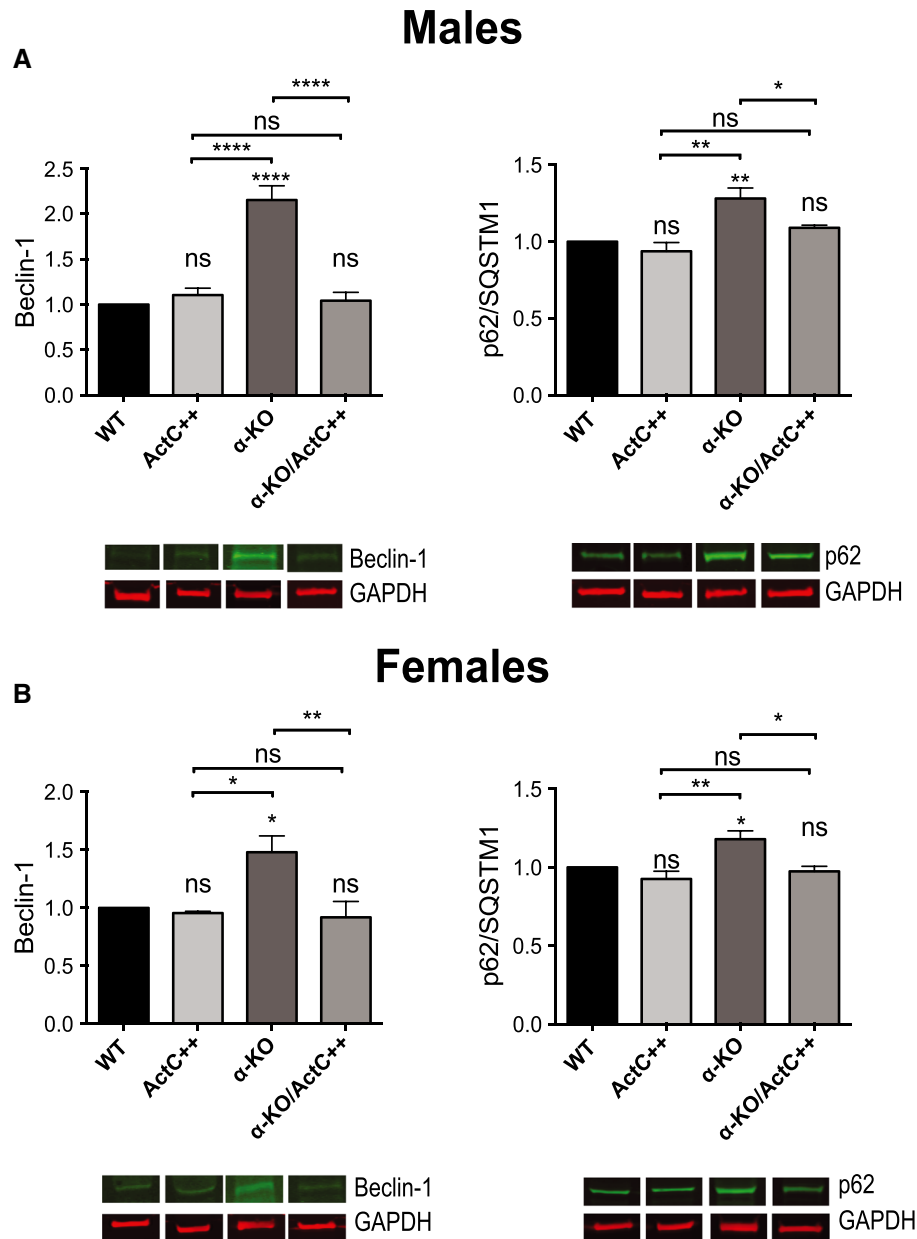 Males
A
****
ns
****
****
ns
ns
Beclin-1
2.5
2.0
1.5
1.0
0.5
0.0
WT
ActC++
α-KO
α-KO/ActC++
*
ns
**
**
ns
ns
p62/SQSTM1
1.5
1.0
0.5
0.0
WT
ActC++
α-KO
α-KO/ActC++
Beclin-1
GAPDH
p62
GAPDH
Females
B
**
ns
*
*
ns
ns
Beclin-1
2.0
1.5
1.0
0.5
0.0
WT
ActC++
α-KO
α-KO/ActC++
*
ns
**
*
ns
ns
p62/SQSTM1
1.5
1.0
0.5
0.0
WT
ActC++
α-KO
α-KO/ActC++
Beclin-1
GAPDH
p62
GAPDH